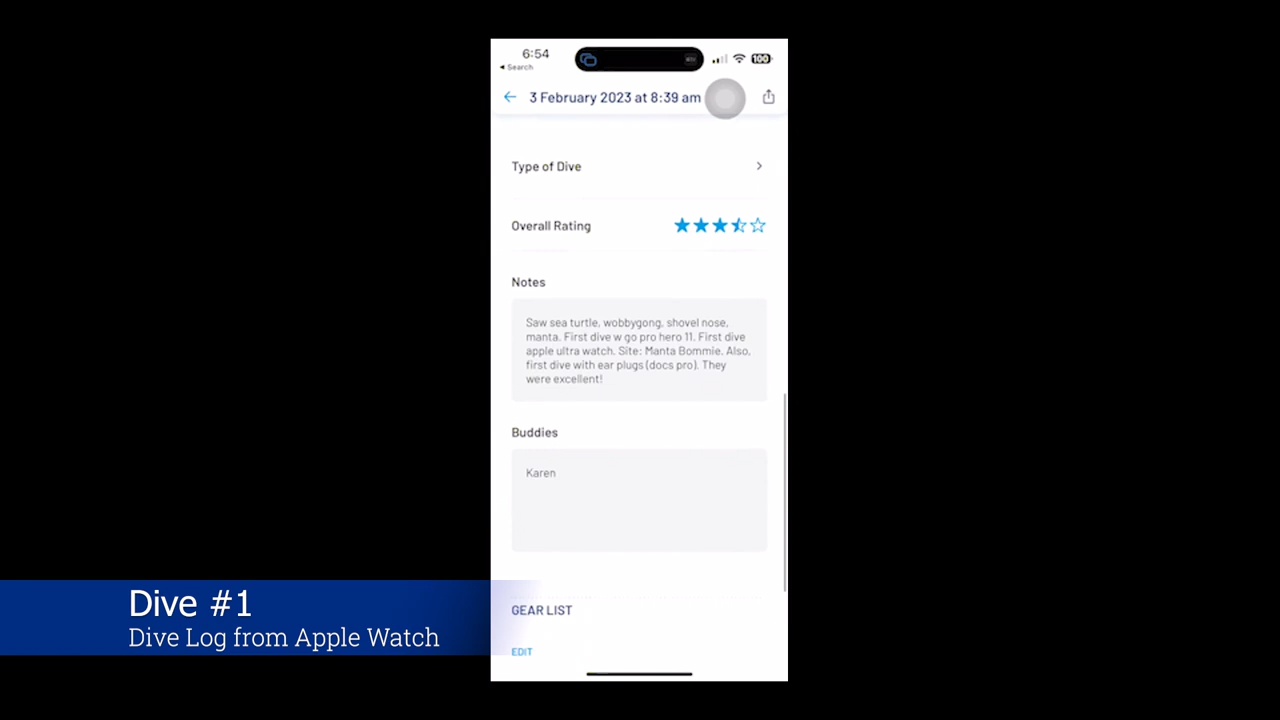 6:54
Search
100
3 February 2023 at 8:39 am
Type of Dive
Overall Rating
Notes
Saw sea turtle, wobbygong, shovel nose,
manta. First dive w go pro hero 11. First dive
apple ultra watch. Site: Manta Bommie. Also,
first dive with ear plugs (docs pro). They
were excellent!
Buddies
Karen
GEAR LIST
EDIT
Dive #1
Dive Log from Apple Watch